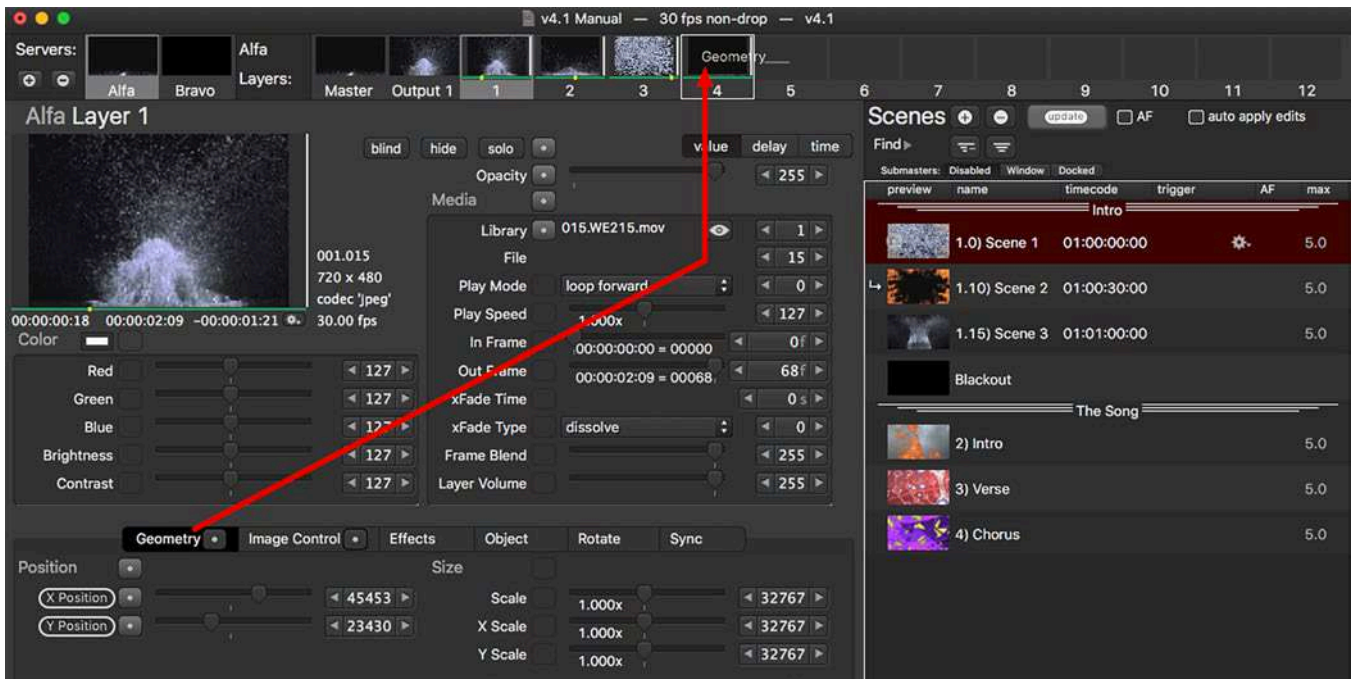 v4.1 Manual — 30 fps non-drop — v4.1
Servers:
Alfa
Layers:
Geometry
Alfa Bravo Master Output 1 1 2 3 4 5 6 7 8 9 10 11 12
Alfa Layer 1
blind hide solo value delay time
Opacity 255
Media
Library 015.WE215.mov 1
File 15
Play Mode loop forward 0
Play Speed 1.000x 127
In Frame 00:00:00:00 = 00000 0f
Out Frame 00:00:02:09 = 00068 68f
xFade Time 0 s
xFade Type dissolve 0
Frame Blend 255
Layer Volume 255
001.015
720 x 480
codec 'jpeg'
00:00:00:18 00:00:02:09 -00:00:01:21 30.00 fps
Color
Red 127
Green 127
Blue 127
Brightness 127
Contrast 127
Geometry Image Control Effects Object Rotate Sync
Position
X Position 45453
Y Position 23430
Size
Scale 1.000x 32767
X Scale 1.000x 32767
Y Scale 1.000x 32767
Scenes update AF auto apply edits
Find
Submasters: Disabled Window Docked
preview name timecode trigger AF max
Intro
1.0) Scene 1 01:00:00:00 5.0
1.10) Scene 2 01:00:30:00 5.0
1.15) Scene 3 01:01:00:00 5.0
Blackout
The Song
2) Intro 5.0
3) Verse 5.0
4) Chorus 5.0